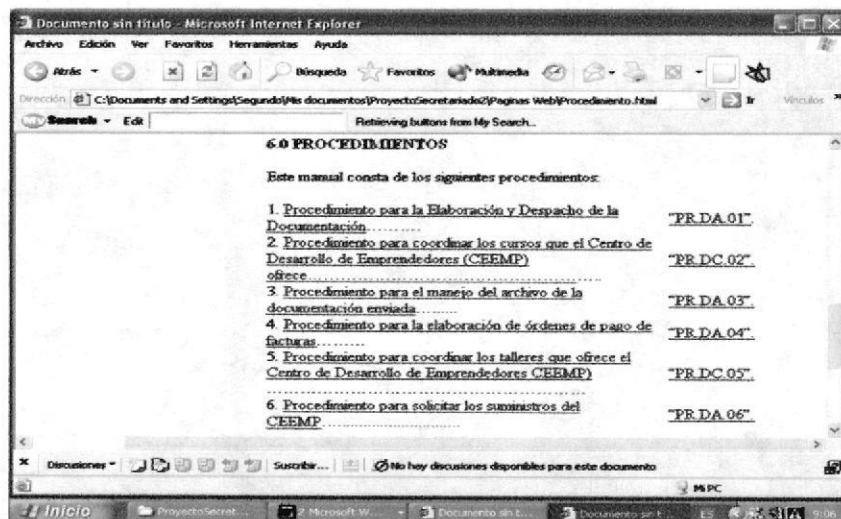 Documento sin título - Microsoft Internet Explorer
Archivo Edición Ver Favoritos Herramientas Ayuda
Atrás Búsqueda Favoritos Multimedia
Dirección C:\Documents and Settings\Segundo\Mis documentos\ProyectoSecretariado2\Paginas Web\Procedimiento.html Ir Vínculos
Search Edit Retrieving buttons from My Search...
6.0 PROCEDIMIENTOS
Este manual consta de los siguientes procedimientos:
1. Procedimiento para la Elaboración y Despacho de la
Documentación........... "PR.DA.01".
2. Procedimiento para coordinar los cursos que el Centro de
Desarrollo de Emprendedores (CEEMP) "PR.DC.02".
ofrece............................................................
3. Procedimiento para el manejo del archivo de la
documentación enviada......... "PR.DA.03".
4. Procedimiento para la elaboración de órdenes de pago de
facturas........... "PR.DA.04".
5. Procedimiento para coordinar los talleres que ofrece el
Centro de Desarrollo de Emprendedores CEEMP) "PR.DC.05".
.................................................................
6. Procedimiento para solicitar los suministros del
CEEMP............................ "PR.DA.06".
Discusiones Suscribir... No hay discusiones disponibles para este documento
Mi PC
Inicio ProyectoSecret... 2 Microsoft W... Documento sin t... Documento sin t... ES 9:06